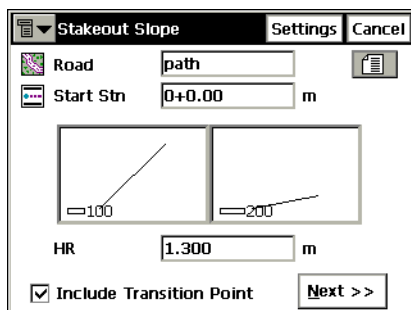 Stakeout Slope Settings Cancel
Road path
Start Stn 0+0.00 m
100 200
HR 1.300 m
Include Transition Point Next >>